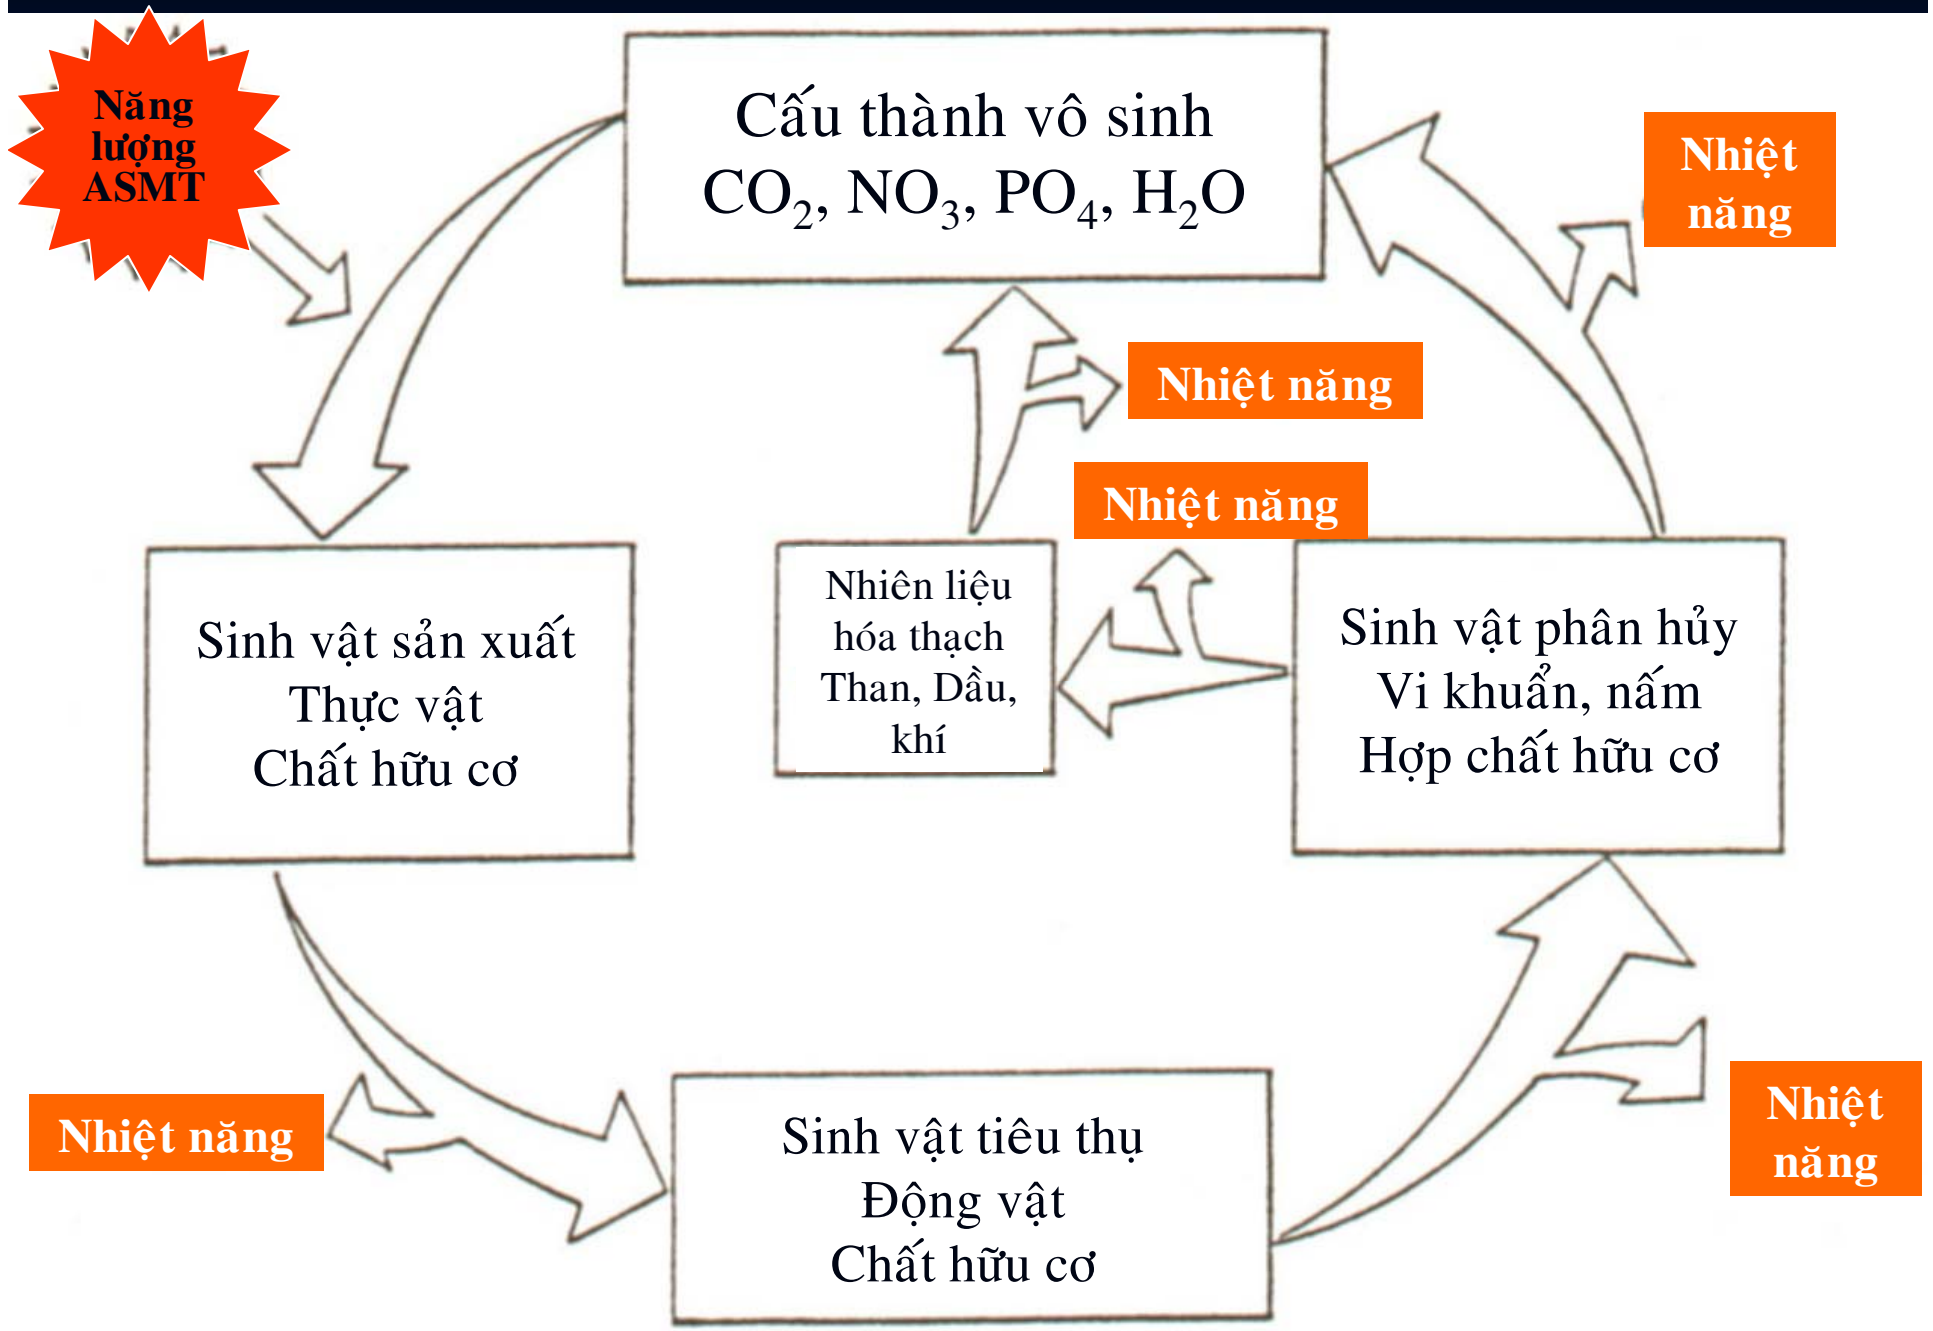 Năng
lượng
ASMT
Cấu thành vô sinh
CO₂, NO₃, PO₄, H₂O
Nhiệt
năng
Nhiệt năng
Nhiệt năng
Sinh vật sản xuất
Thực vật
Chất hữu cơ
Nhiên liệu
hóa thạch
Than, Dầu,
khí
Sinh vật phân hủy
Vi khuẩn, nấm
Hợp chất hữu cơ
Nhiệt năng
Sinh vật tiêu thụ
Động vật
Chất hữu cơ
Nhiệt
năng